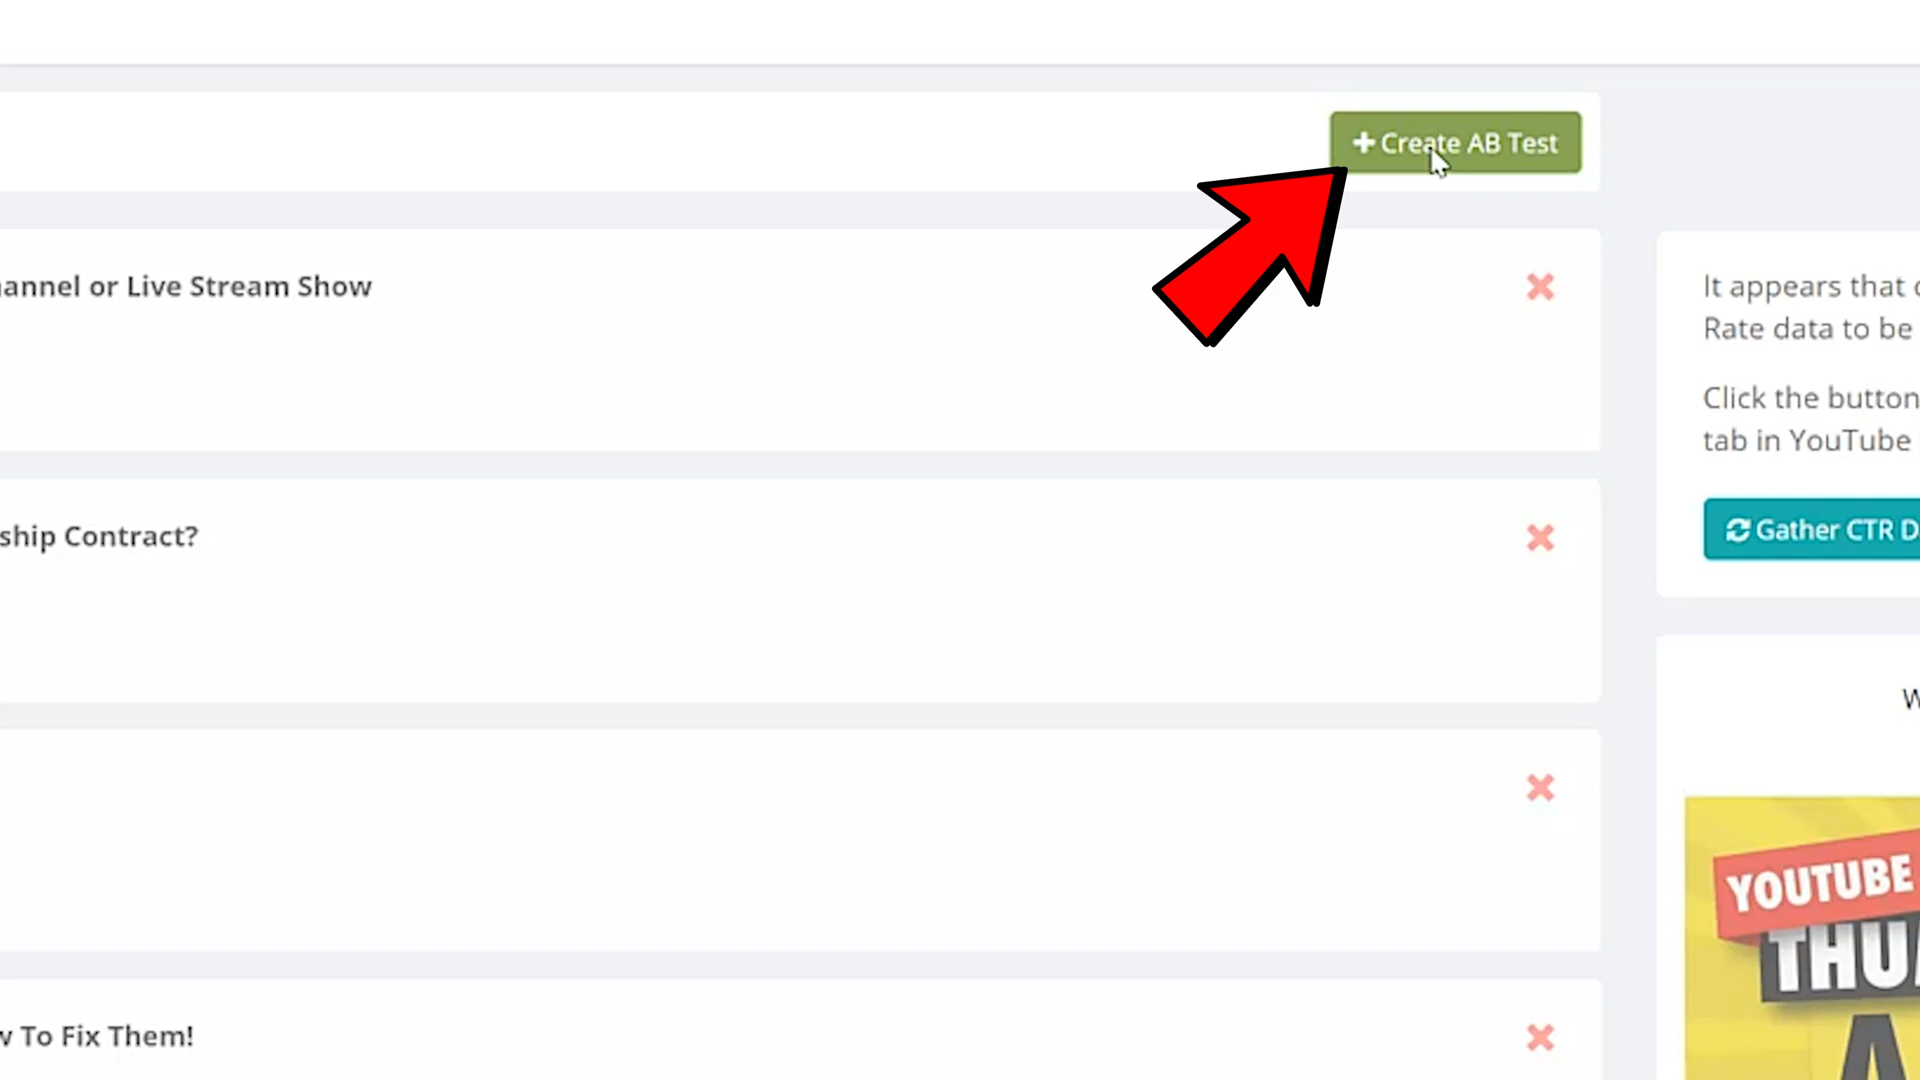 Create AB Test
annel or Live Stream Show
ship Contract?
To Fix Them!
It appears that
Rate data to be
Click the button
tab in YouTube
Gather CTR D
W
YOUTUBE
THU
A